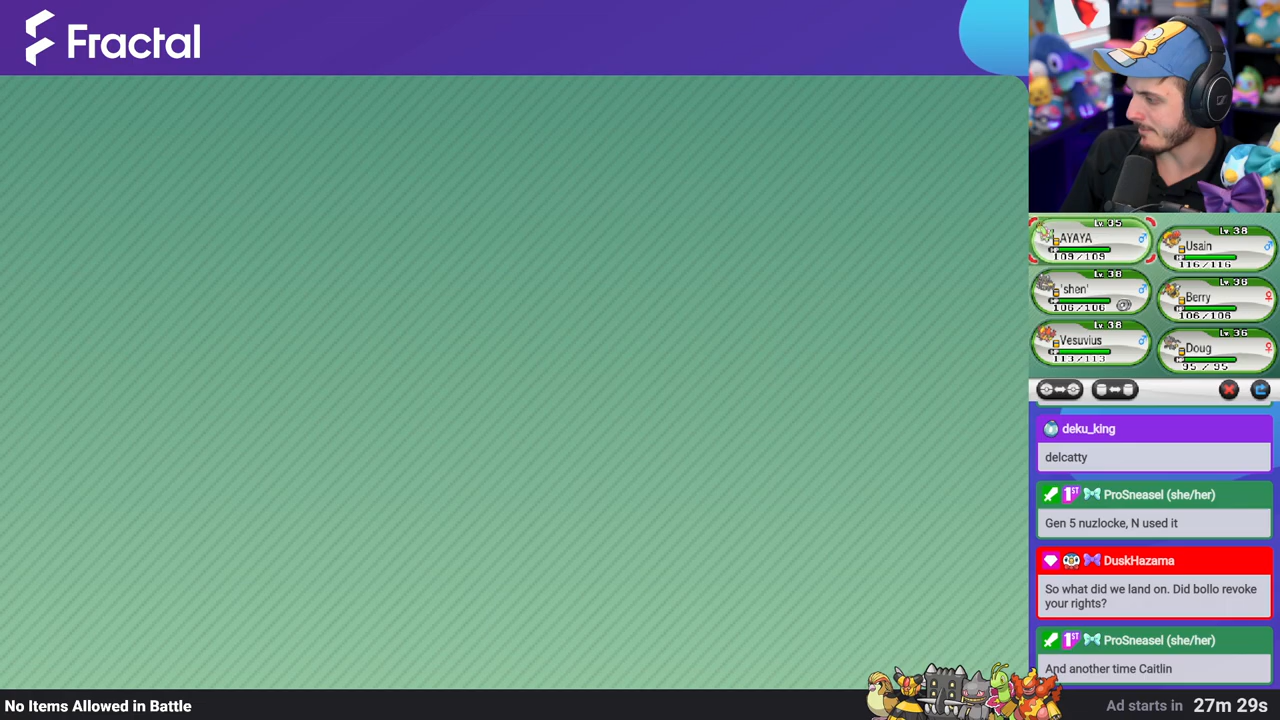 Fractal
Lv.35
AYAYA
109/109
Lv.38
Usain
116/116
Lv.38
'shen'
106/106
Lv.38
Berry
106/106
Lv.38
Vesuvius
113/113
Lv.36
Doug
95/95
deku_king
delcatty
1ST ProSneasel (she/her)
Gen 5 nuzlocke, N used it
DuskHazama
So what did we land on. Did bollo revoke
your rights?
1ST ProSneasel (she/her)
And another time Caitlin
No Items Allowed in Battle
Ad starts in 27m 29s